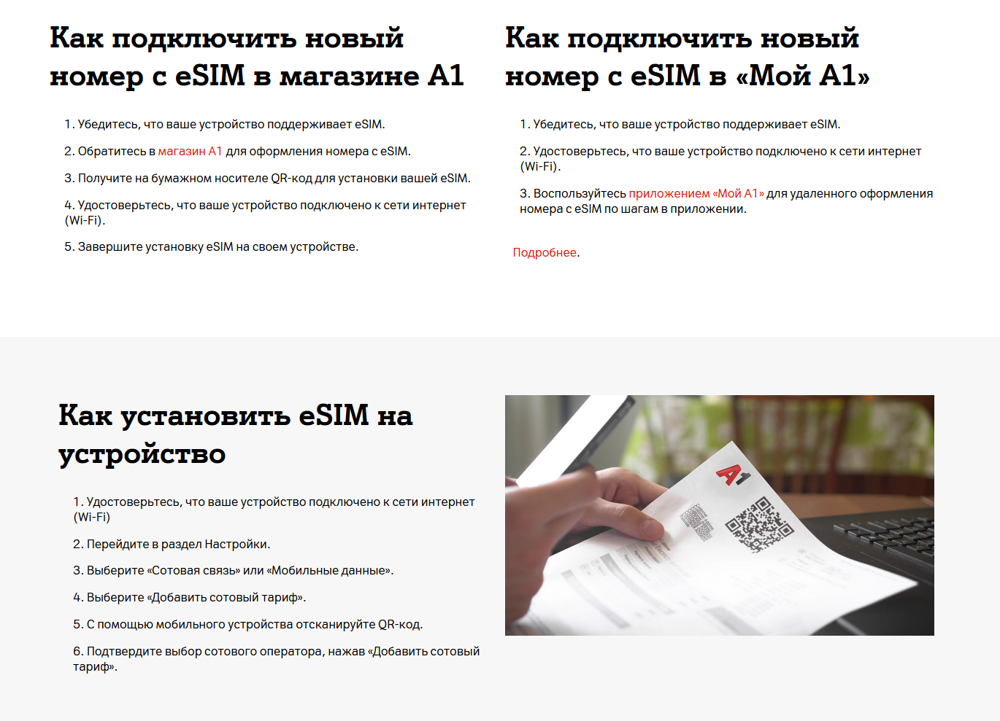 Как подключить новый
номер с eSIM в магазине А1
1. Убедитесь, что ваше устройство поддерживает eSIM.
2. Обратитесь в магазин А1 для оформления номера с eSIM.
3. Получите на бумажном носителе QR-код для установки вашей eSIM.
4. Удостоверьтесь, что ваше устройство подключено к сети интернет
(Wi-Fi).
5. Завершите установку eSIM на своем устройстве.
Как подключить новый
номер с eSIM в «Мой А1»
1. Убедитесь, что ваше устройство поддерживает eSIM.
2. Удостоверьтесь, что ваше устройство подключено к сети интернет
(Wi-Fi).
3. Воспользуйтесь приложением «Мой А1» для удаленного оформления
номера с eSIM по шагам в приложении.
Подробнее.
Как установить eSIM на
устройство
1. Удостоверьтесь, что ваше устройство подключено к сети интернет
(Wi-Fi)
2. Перейдите в раздел Настройки.
3. Выберите «Сотовая связь» или «Мобильные данные».
4. Выберите «Добавить сотовый тариф».
5. С помощью мобильного устройства отсканируйте QR-код.
6. Подтвердите выбор сотового оператора, нажав «Добавить сотовый
тариф».
A1